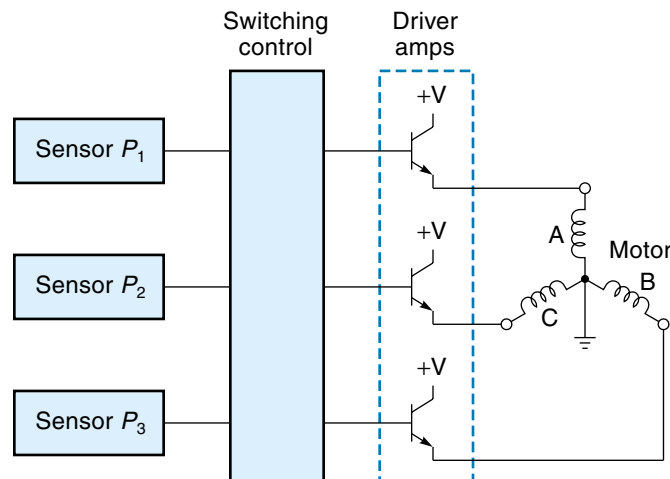 Switching
control
Driver
amps
+V
Sensor P₁
A
Motor
+V
B
Sensor P₂
C
+V
Sensor P₃